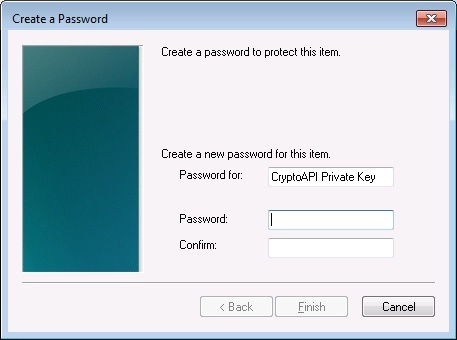 Create a Password
Create a password to protect this item.
Create a new password for this item.
Password for: CryptoAPI Private Key
Password:
Confirm:
< Back Finish Cancel